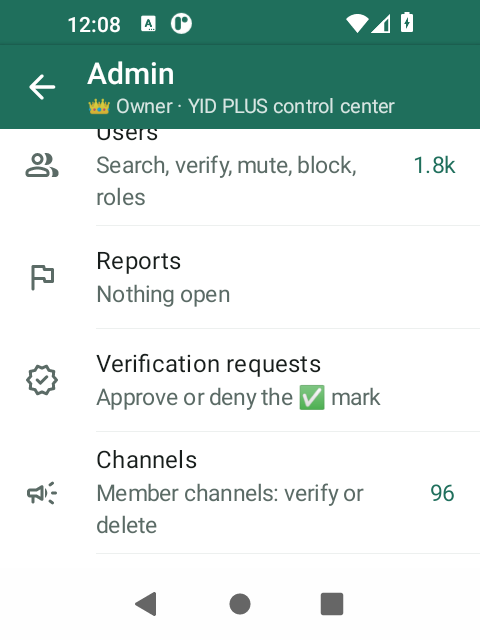 12:08
Admin
👑 Owner · YID PLUS control center
Users
Search, verify, mute, block,
roles
1.8k
Reports
Nothing open
Verification requests
Approve or deny the ✅ mark
Channels
Member channels: verify or
delete
96